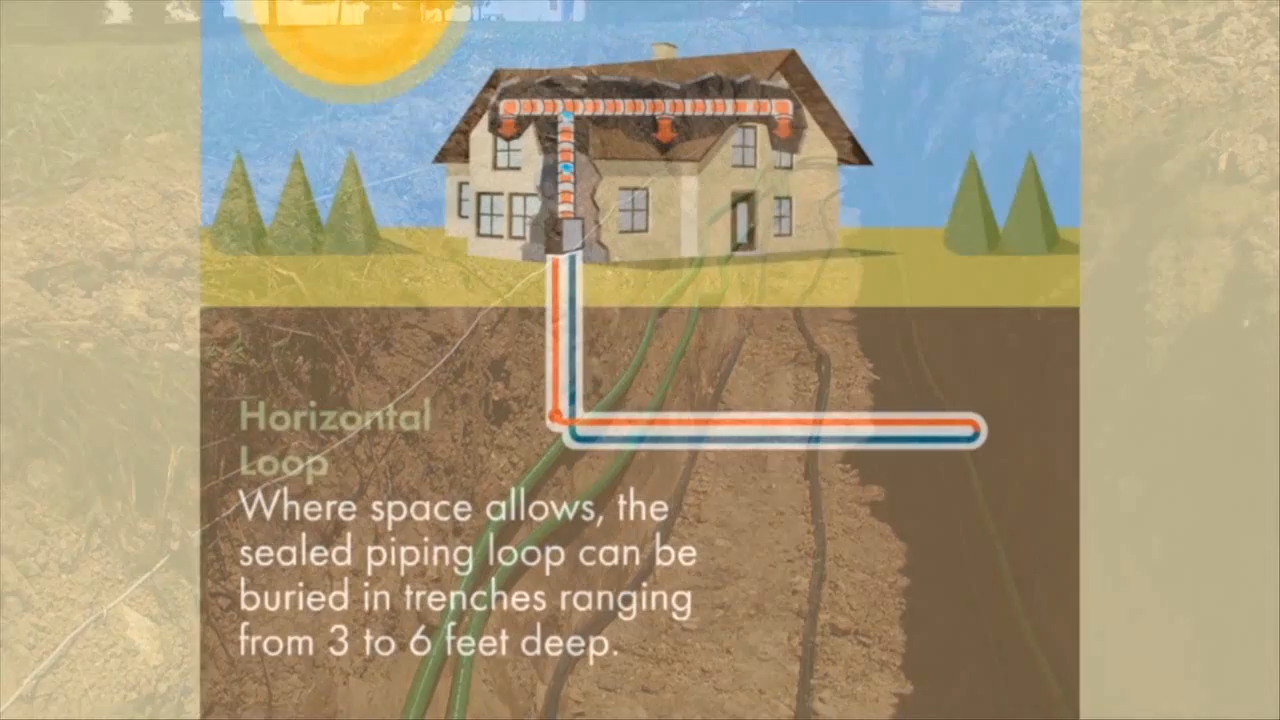 Horizontal
Loop
Where space allows, the
sealed piping loop can be
buried in trenches ranging
from 3 to 6 feet deep.